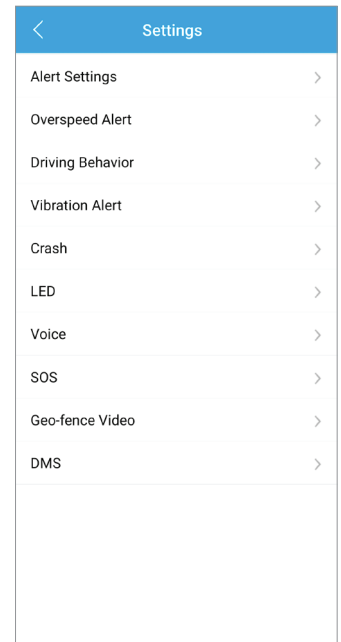 Settings
Alert Settings
Overspeed Alert
Driving Behavior
Vibration Alert
Crash
LED
Voice
SOS
Geo-fence Video
DMS